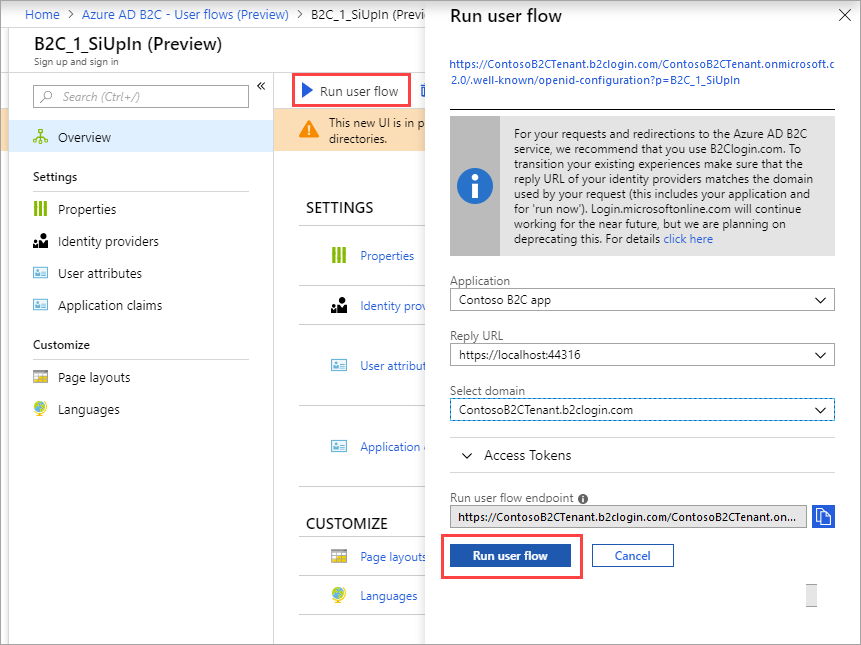 Home > Azure AD B2C - User flows (Preview) > B2C_1_SiUpIn (Previ
B2C_1_SiUpIn (Preview)
Sign up and sign in
Search (Ctrl+/)
«
Overview
Settings
Properties
Identity providers
User attributes
Application claims
Customize
Page layouts
Languages
Run user flow
This new UI is in p
directories.
SETTINGS
Properties
Identity prov
User attribut
Application
CUSTOMIZE
Page layouts
Languages
Run user flow
https://ContosoB2CTenant.b2clogin.com/ContosoB2CTenant.onmicrosoft.c
2.0/.well-known/openid-configuration?p=B2C_1_SiUpIn
For your requests and redirections to the Azure AD B2C
service, we recommend that you use B2Clogin.com. To
transition your existing experiences make sure that the
reply URL of your identity providers matches the domain
used by your request (this includes your application and
for 'run now'). Login.microsoftonline.com will continue
working for the near future, but we are planning on
deprecating this. For details click here
Application
Contoso B2C app
Reply URL
https://localhost:44316
Select domain
ContosoB2CTenant.b2clogin.com
Access Tokens
Run user flow endpoint
https://ContosoB2CTenant.b2clogin.com/ContosoB2CTenant.on...
Run user flow
Cancel